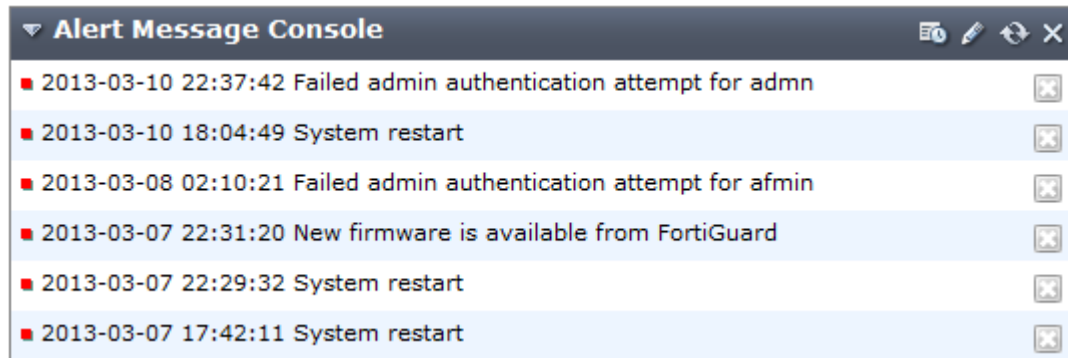 Alert Message Console
2013-03-10 22:37:42 Failed admin authentication attempt for admn
2013-03-10 18:04:49 System restart
2013-03-08 02:10:21 Failed admin authentication attempt for afmin
2013-03-07 22:31:20 New firmware is available from FortiGuard
2013-03-07 22:29:32 System restart
2013-03-07 17:42:11 System restart